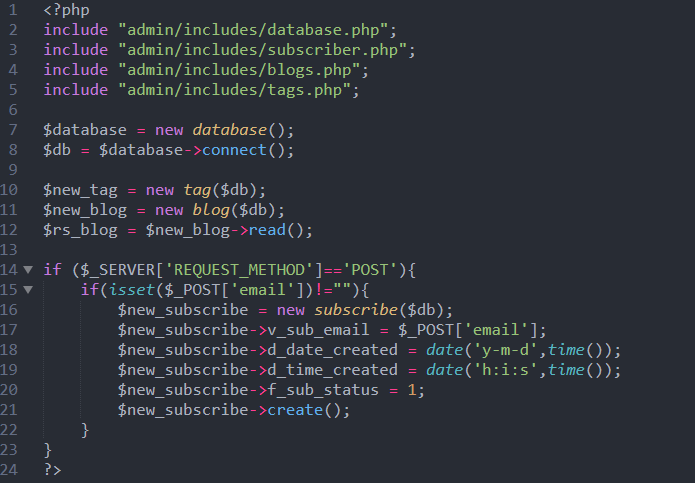 1 <?php
2 include "admin/includes/database.php";
3 include "admin/includes/subscriber.php";
4 include "admin/includes/blogs.php";
5 include "admin/includes/tags.php";
6
7 $database = new database();
8 $db = $database->connect();
9
10 $new_tag = new tag($db);
11 $new_blog = new blog($db);
12 $rs_blog = $new_blog->read();
13
14 if ($_SERVER['REQUEST_METHOD']=='POST'){
15     if(isset($_POST['email'])!=""){
16         $new_subscribe = new subscribe($db);
17         $new_subscribe->v_sub_email = $_POST['email'];
18         $new_subscribe->d_date_created = date('y-m-d',time());
19         $new_subscribe->d_time_created = date('h:i:s',time());
20         $new_subscribe->f_sub_status = 1;
21         $new_subscribe->create();
22     }
23 }
24 ?>